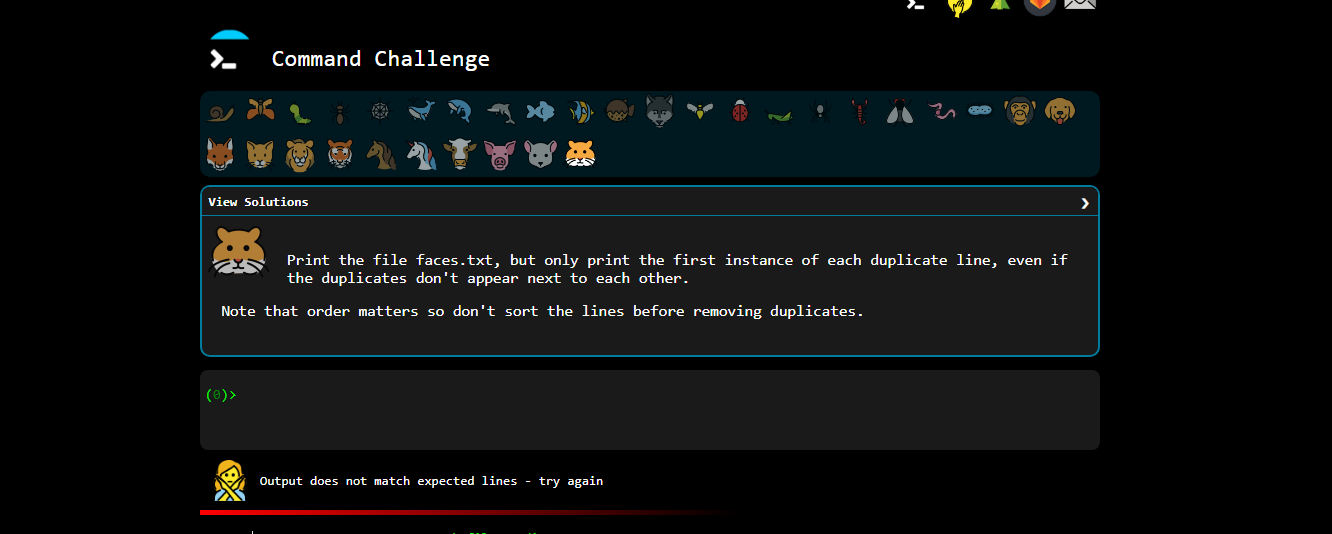 Command Challenge
View Solutions
Print the file faces.txt, but only print the first instance of each duplicate line, even if
the duplicates don't appear next to each other.
Note that order matters so don't sort the lines before removing duplicates.
(0)>
Output does not match expected lines - try again